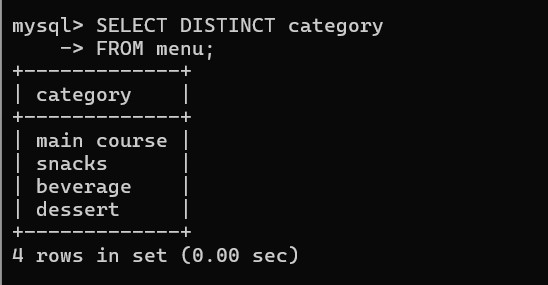 mysql> SELECT DISTINCT category
    -> FROM menu;
+-------------+
| category    |
+-------------+
| main course |
| snacks      |
| beverage    |
| dessert     |
+-------------+
4 rows in set (0.00 sec)